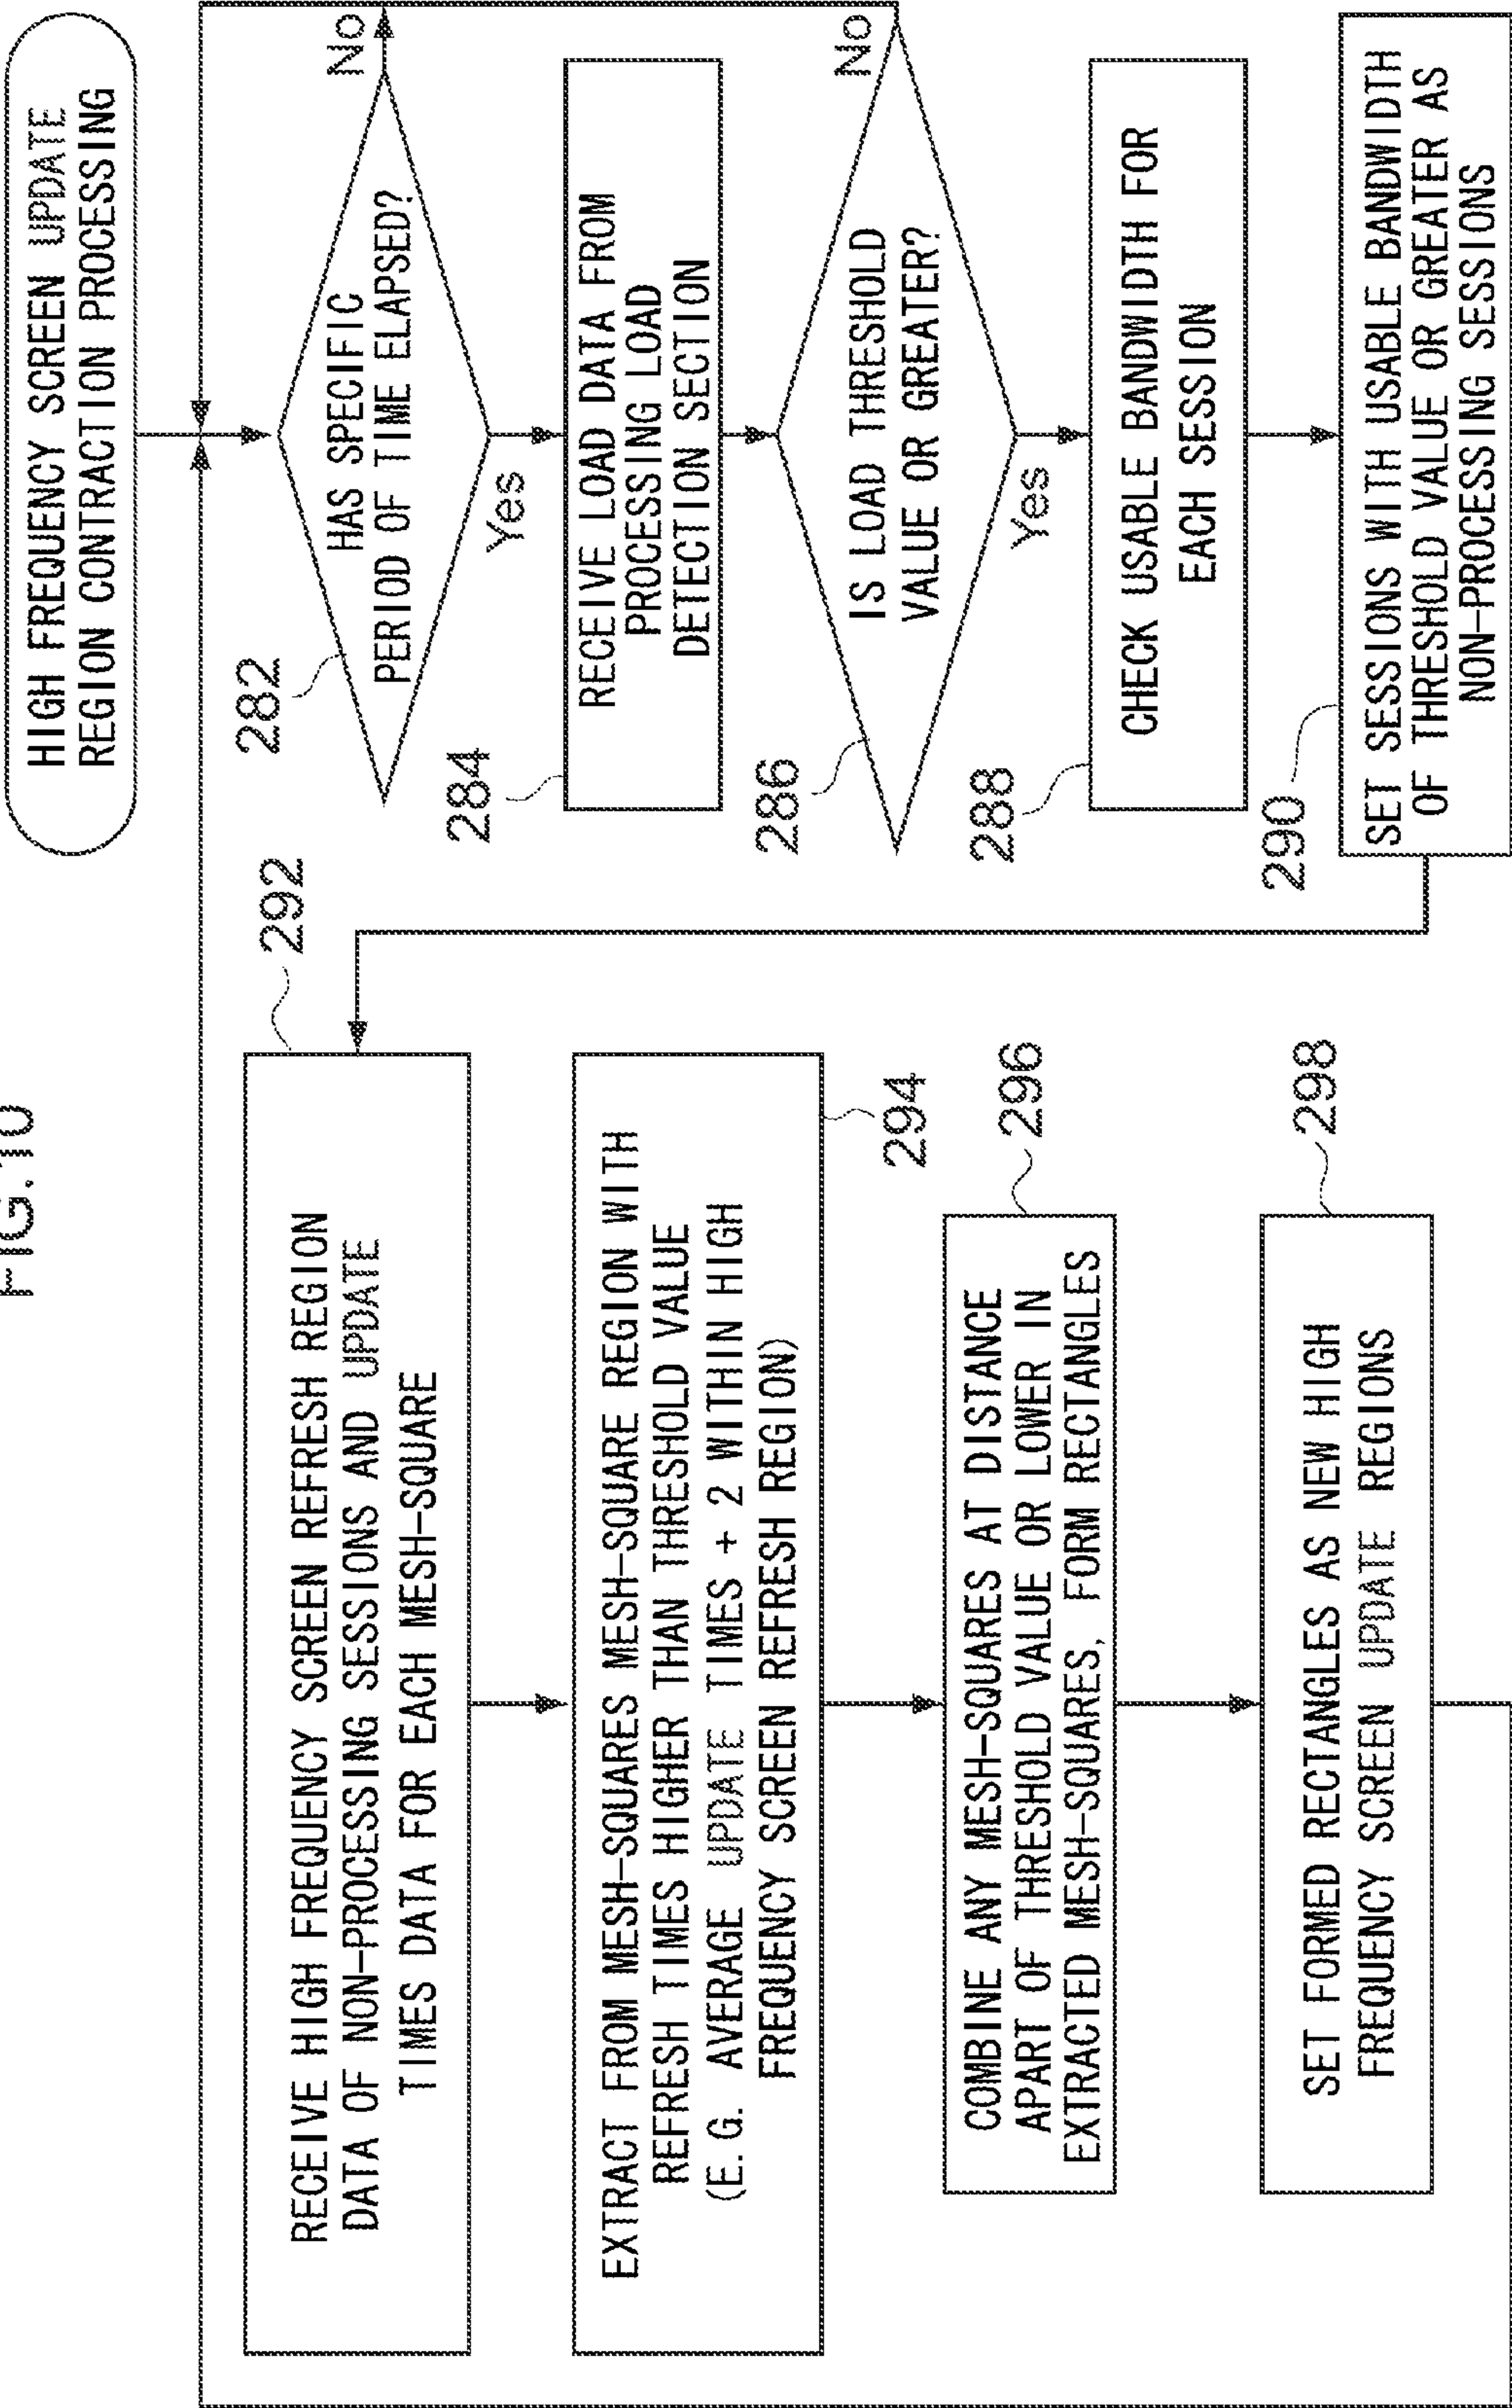 FIG.10
HIGH FREQUENCY SCREEN UPDATE
REGION CONTRACTION PROCESSING
282
HAS SPECIFIC
PERIOD OF TIME ELAPSED?
No
Yes
284
RECEIVE LOAD DATA FROM
PROCESSING LOAD
DETECTION SECTION
286
IS LOAD THRESHOLD
VALUE OR GREATER?
No
Yes
288
CHECK USABLE BANDWIDTH FOR
EACH SESSION
290
SET SESSIONS WITH USABLE BANDWIDTH
OF THRESHOLD VALUE OR GREATER AS
NON-PROCESSING SESSIONS
292
RECEIVE HIGH FREQUENCY SCREEN REFRESH REGION
DATA OF NON-PROCESSING SESSIONS AND UPDATE
TIMES DATA FOR EACH MESH-SQUARE
294
EXTRACT FROM MESH-SQUARES MESH-SQUARE REGION WITH
REFRESH TIMES HIGHER THAN THRESHOLD VALUE
(E.G. AVERAGE UPDATE TIMES + 2 WITHIN HIGH
FREQUENCY SCREEN REFRESH REGION)
296
COMBINE ANY MESH-SQUARES AT DISTANCE
APART OF THRESHOLD VALUE OR LOWER IN
EXTRACTED MESH-SQUARES, FORM RECTANGLES
298
SET FORMED RECTANGLES AS NEW HIGH
FREQUENCY SCREEN UPDATE REGIONS